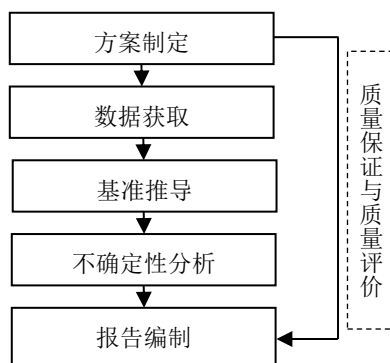 方案制定
数据获取
基准推导
不确定性分析
报告编制
质量保证与质量评价